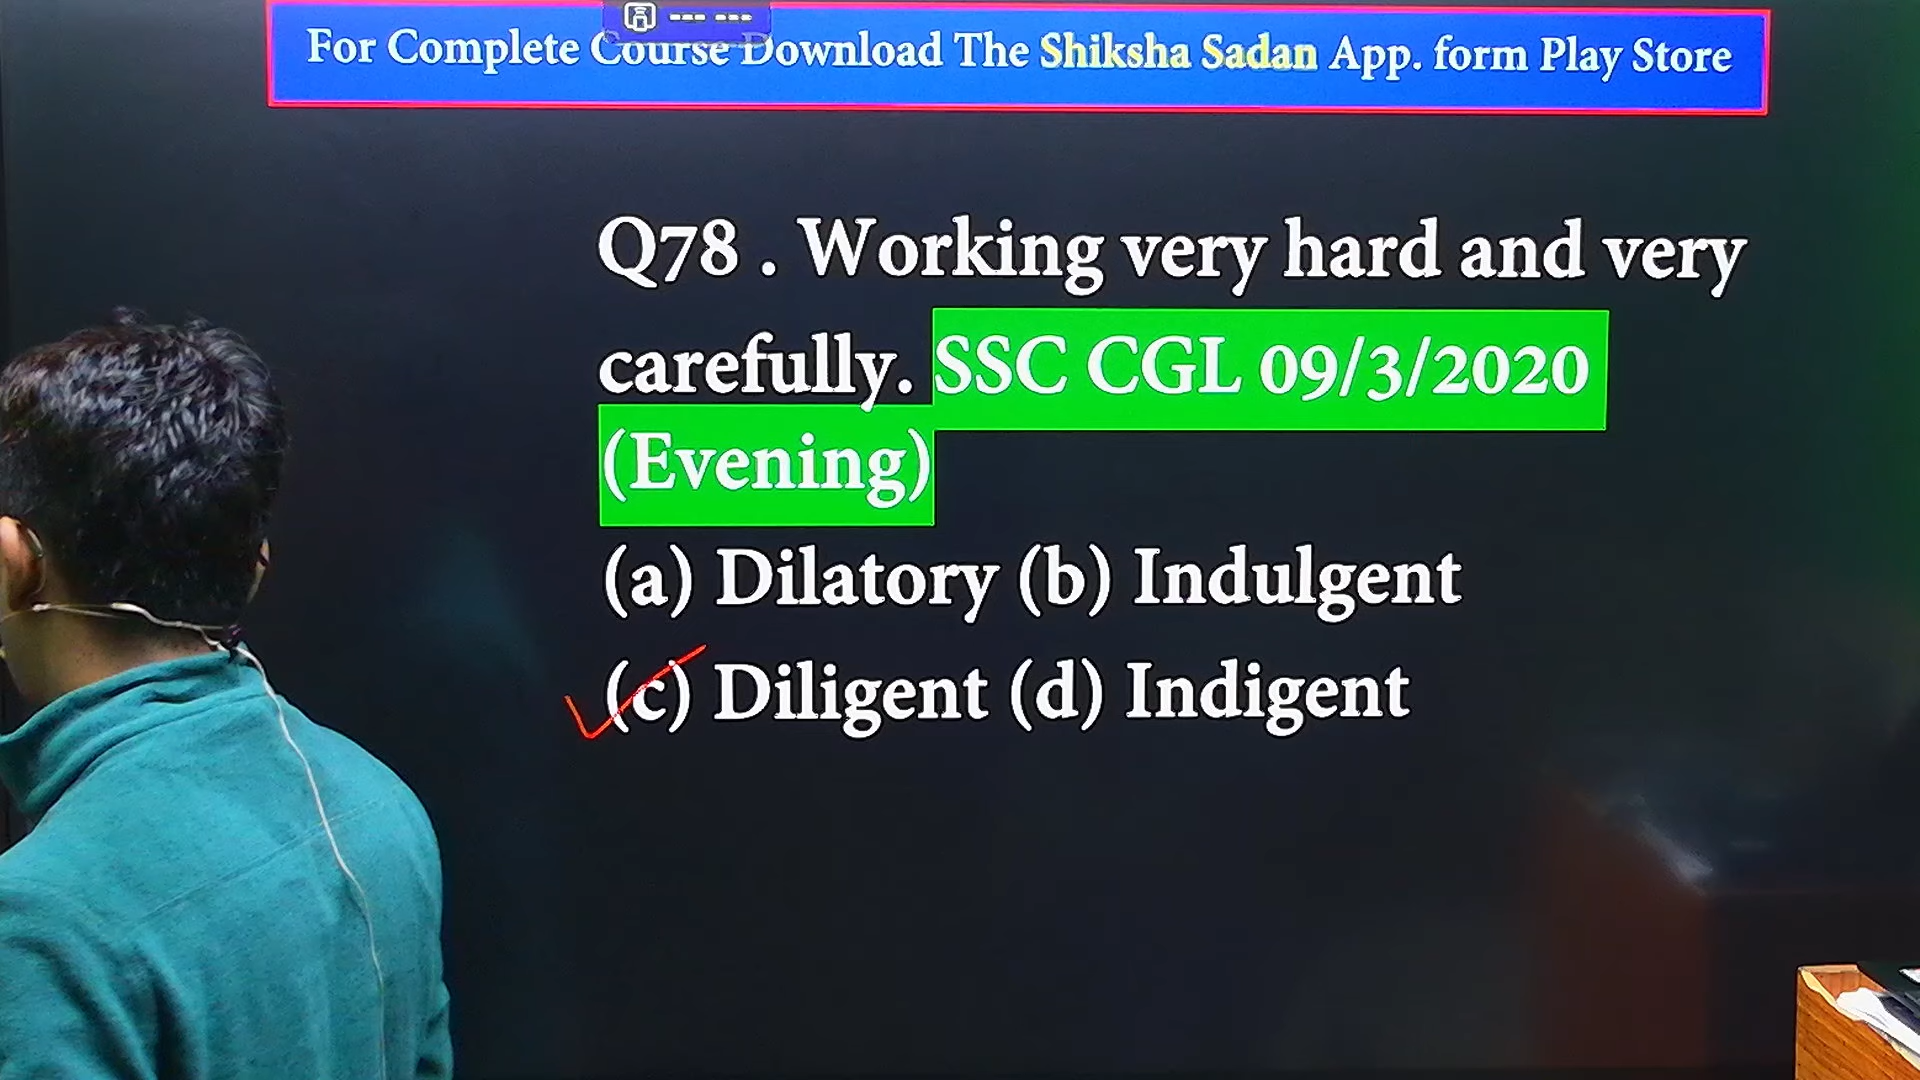 For Complete Course Download The Shiksha Sadan App. form Play Store
Q78 . Working very hard and very
carefully. SSC CGL 09/3/2020
(Evening)
(a) Dilatory (b) Indulgent
(c) Diligent (d) Indigent